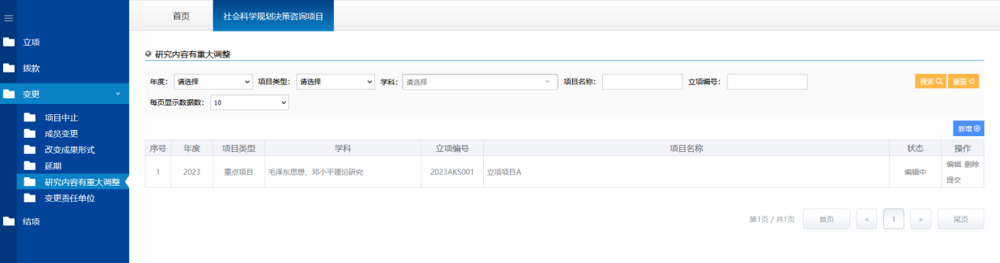 首页
社会科学规划决策咨询项目
立项
拨款
变更
项目中止
成员变更
改变成果形式
延期
研究内容有重大调整
变更责任单位
结项
研究内容有重大调整
年度: 请选择 项目类型: 请选择 学科: 请选择 项目名称: 立项编号: 搜索 重置
每页显示数据数: 10
新增
序号 年度 项目类型 学科 立项编号 项目名称 状态 操作
1 2023 重点项目 毛泽东思想、邓小平理论研究 2023AKS001 立项项目A 编辑中 编辑 删除
提交
第1页 / 共1页 首页 < 1 > 尾页